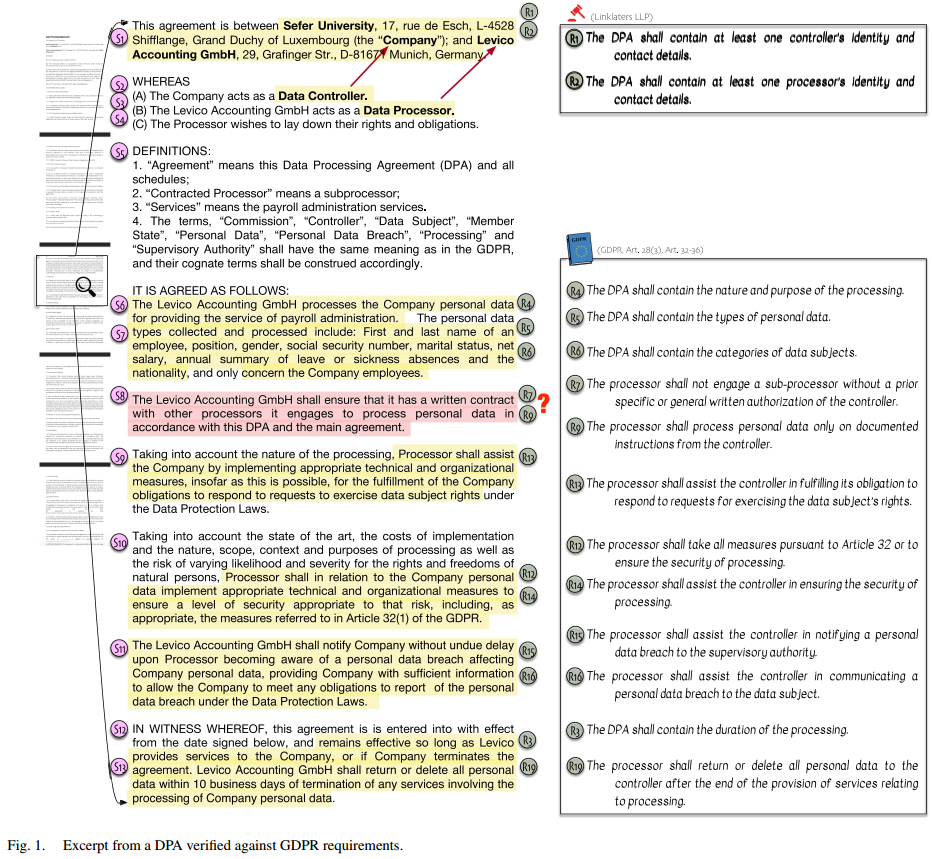 This agreement is between Sefer University, 17, rue de Esch, L-4528
Shifflange, Grand Duchy of Luxembourg (the “Company”); and Levico
Accounting GmbH, 29, Grafinger Str., D-81671 Munich, Germany.
S1
R1
R2
S2
WHEREAS
S3
(A) The Company acts as a Data Controller.
(B) The Levico Accounting GmbH acts as a Data Processor.
S4
(C) The Processor wishes to lay down their rights and obligations.
S5
DEFINITIONS:
1. “Agreement” means this Data Processing Agreement (DPA) and all
schedules;
2. “Contracted Processor” means a subprocessor;
3. “Services” means the payroll administration services.
4. The terms, “Commission”, “Controller”, “Data Subject”, “Member
State”, “Personal Data”, “Personal Data Breach”, “Processing” and
“Supervisory Authority” shall have the same meaning as in the GDPR,
and their cognate terms shall be construed accordingly.
IT IS AGREED AS FOLLOWS:
S6
The Levico Accounting GmbH processes the Company personal data
R4
for providing the service of payroll administration. The personal data
S7
types collected and processed include: First and last name of an
R5
employee, position, gender, social security number, marital status, net
salary, annual summary of leave or sickness absences and the
R6
nationality, and only concern the Company employees.
S8
The Levico Accounting GmbH shall ensure that it has a written contract
R7
with other processors it engages to process personal data in
R9
?
accordance with this DPA and the main agreement.
S9
Taking into account the nature of the processing, Processor shall assist
R13
the Company by implementing appropriate technical and organizational
measures, insofar as this is possible, for the fulfillment of the Company
obligations to respond to requests to exercise data subject rights under
the Data Protection Laws.
S10
Taking into account the state of the art, the costs of implementation
and the nature, scope, context and purposes of processing as well as
the risk of varying likelihood and severity for the rights and freedoms of
natural persons, Processor shall in relation to the Company personal
R12
data implement appropriate technical and organizational measures to
R14
ensure a level of security appropriate to that risk, including, as
appropriate, the measures referred to in Article 32(1) of the GDPR.
S11
The Levico Accounting GmbH shall notify Company without undue delay
R15
upon Processor becoming aware of a personal data breach affecting
Company personal data, providing Company with sufficient information
R16
to allow the Company to meet any obligations to report of the personal
data breach under the Data Protection Laws.
S12
IN WITNESS WHEREOF, this agreement is is entered into with effect
from the date signed below, and remains effective so long as Levico
R3
provides services to the Company, or if Company terminates the
S13
agreement. Levico Accounting GmbH shall return or delete all personal
R19
data within 10 business days of termination of any services involving the
processing of Company personal data.
(Linklaters LLP)
R1 The DPA shall contain at least one controller's identity and
contact details.
R2 The DPA shall contain at least one processor's identity and
contact details.
GDPR
(GDPR, Art. 28(3), Art. 32-36)
R4 The DPA shall contain the nature and purpose of the processing.
R5 The DPA shall contain the types of personal data.
R6 The DPA shall contain the categories of data subjects.
R7 The processor shall not engage a sub-processor without a prior
specific or general written authorization of the controller.
R9 The processor shall process personal data only on documented
instructions from the controller.
R13 The processor shall assist the controller in fulfilling its obligation to
respond to requests for exercising the data subject's rights.
R12 The processor shall take all measures pursuant to Article 32 or to
ensure the security of processing.
R14 The processor shall assist the controller in ensuring the security of
processing.
R15 The processor shall assist the controller in notifying a personal
data breach to the supervisory authority.
R16 The processor shall assist the controller in communicating a
personal data breach to the data subject.
R3 The DPA shall contain the duration of the processing.
R19 The processor shall return or delete all personal data to the
controller after the end of the provision of services relating
to processing.
Fig. 1. Excerpt from a DPA verified against GDPR requirements.